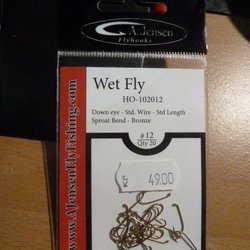 A. Jensen
Flyhooks
Wet Fly
HO-102012
Down eye - Std. Wire - Std Length
Sproat Bend - Bronze
# 12
Qty 20
49.00
www.AJensenFlyFishing.com